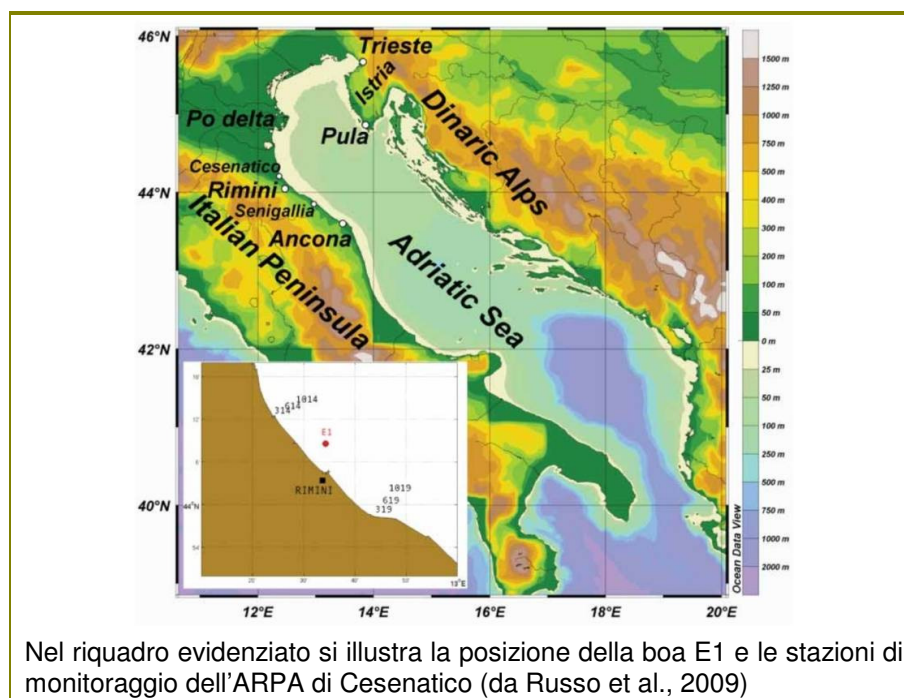 46°N
Trieste
Istria
Dinaric Alps
Po delta
Pula
Cesenatico
44°N
Rimini
Senigallia
Ancona
Italian Peninsula
Adriatic Sea
42°N
40°N
12°E
14°E
16°E
18°E
20°E
1014
614
314
E1
RIMINI
1019
619
319
44°N
54'
20'
40'
13°E
1500 m
1250 m
1000 m
750 m
500 m
400 m
300 m
200 m
100 m
50 m
0 m
25 m
50 m
100 m
250 m
500 m
750 m
1000 m
2000 m
Ocean Data View
Nel riquadro evidenziato si illustra la posizione della boa E1 e le stazioni di
monitoraggio dell'ARPA di Cesenatico (da Russo et al., 2009)